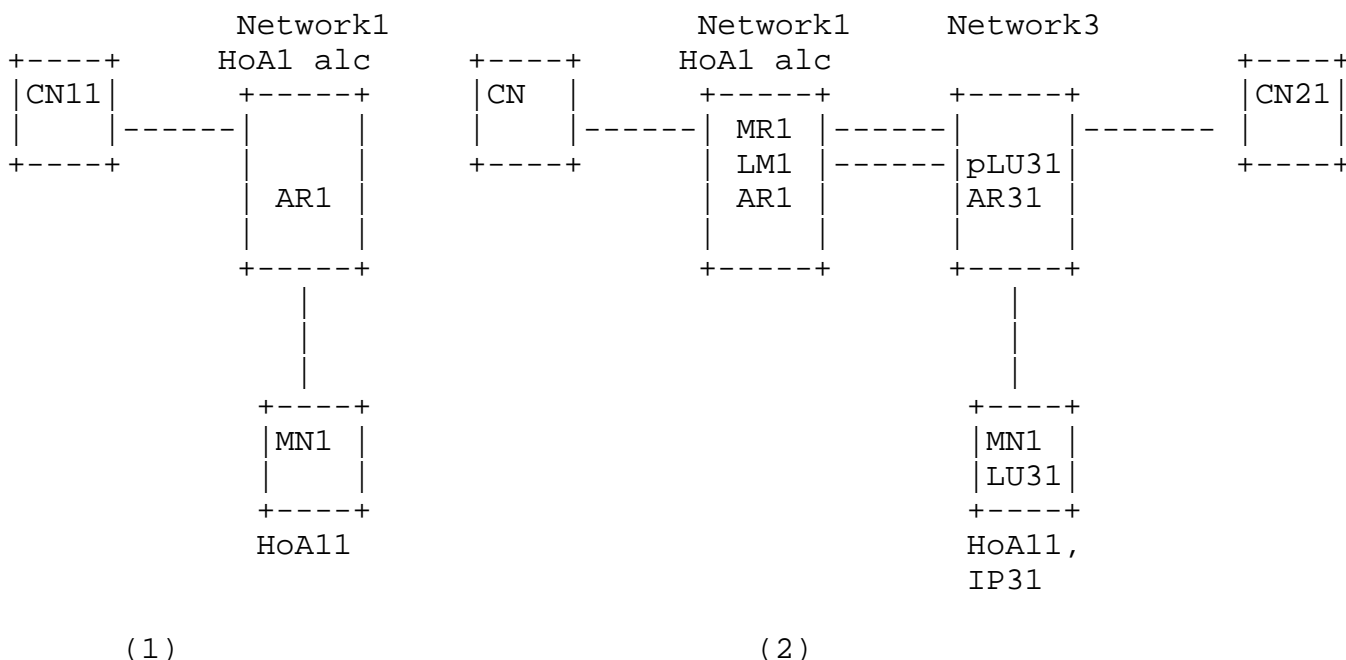 Network1 Network1 Network3
HoA1 alc HoA1 alc
CN11 CN CN21
MR1
LM1 pLU31
AR1 AR1 AR31
MN1 MN1
LU31
HoA11 HoA11,
IP31
(1) (2)